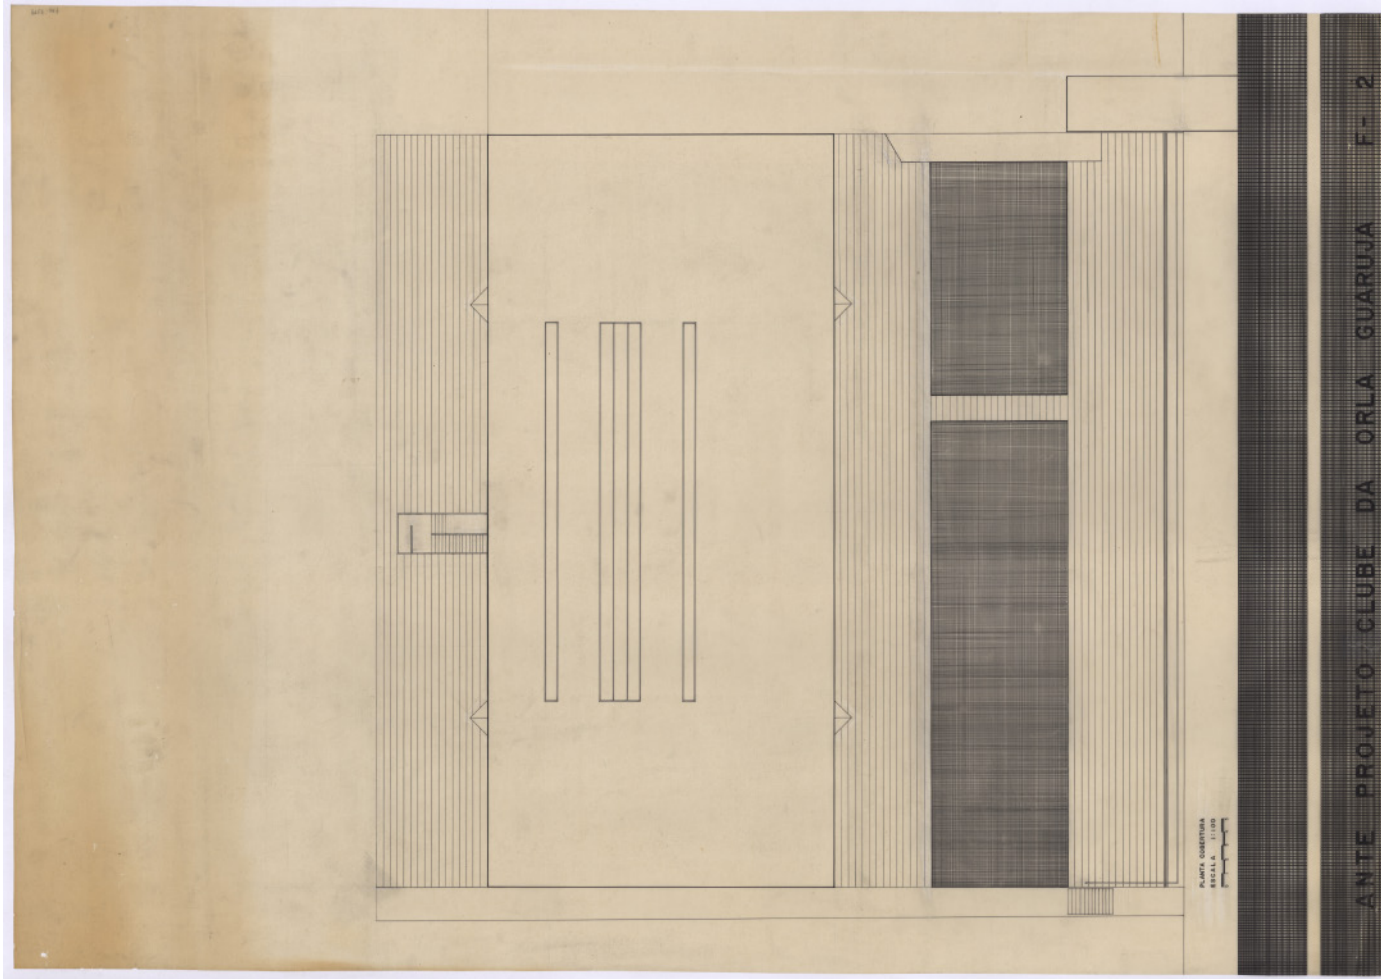 ANTE PROJETO CLUBE DA ORLA GUARUJA F- 2
PLANTA COBERTURA
ESCALA 1:100